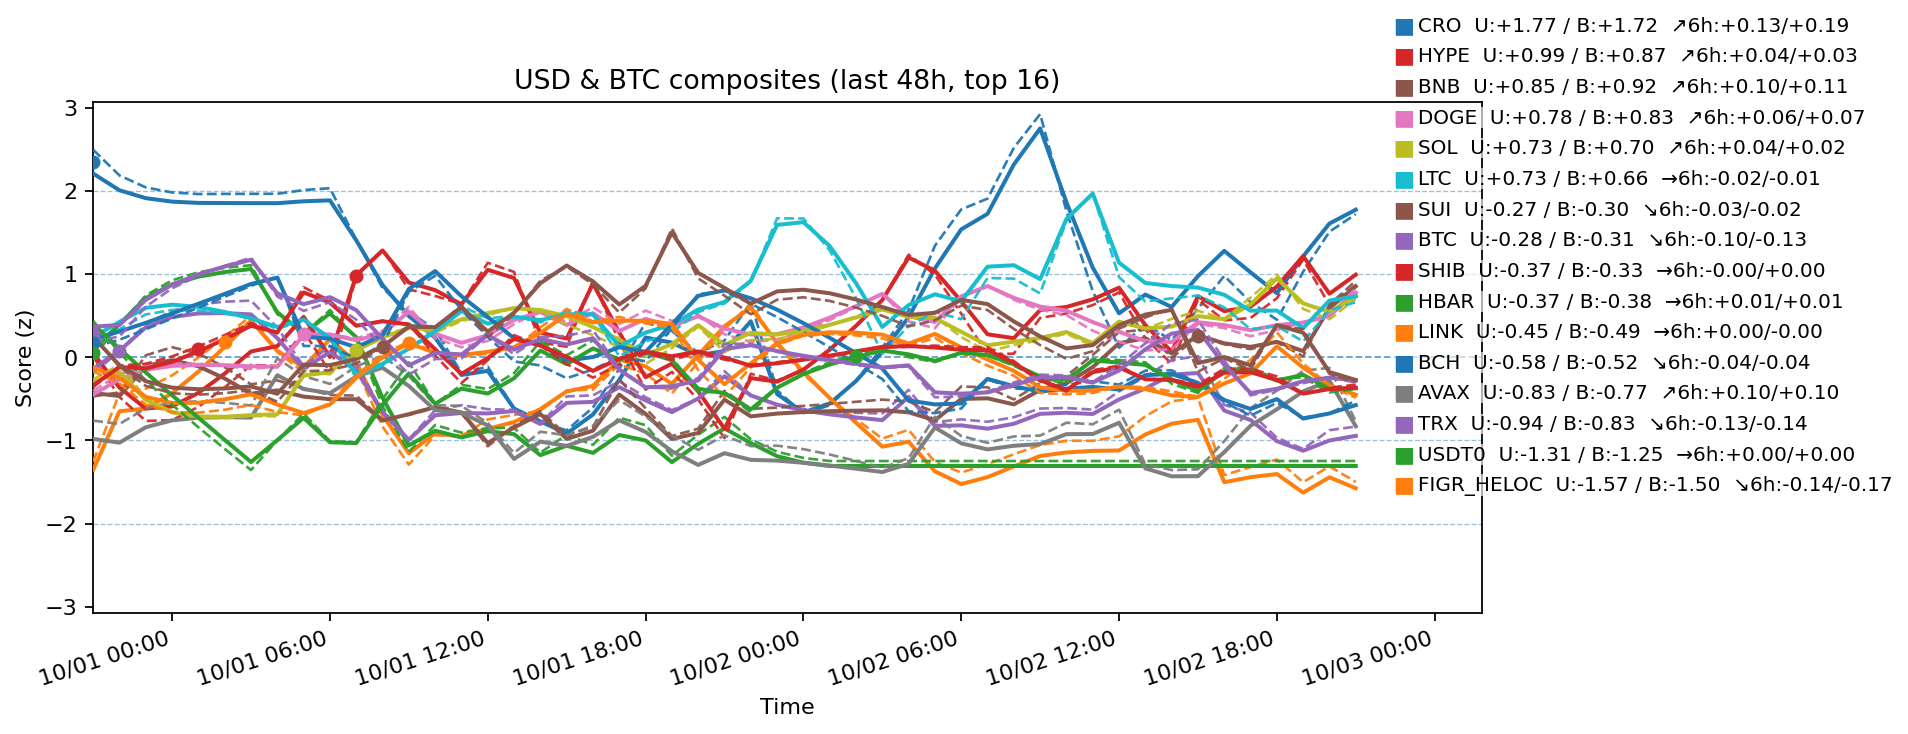 USD & BTC composites (last 48h, top 16)
CRO  U:+1.77 / B:+1.72  ↗6h:+0.13/+0.19
HYPE  U:+0.99 / B:+0.87  ↗6h:+0.04/+0.03
BNB  U:+0.85 / B:+0.92  ↗6h:+0.10/+0.11
DOGE  U:+0.78 / B:+0.83  ↗6h:+0.06/+0.07
SOL  U:+0.73 / B:+0.70  ↗6h:+0.04/+0.02
LTC  U:+0.73 / B:+0.66  →6h:-0.02/-0.01
SUI  U:-0.27 / B:-0.30  ↘6h:-0.03/-0.02
BTC  U:-0.28 / B:-0.31  ↘6h:-0.10/-0.13
SHIB  U:-0.37 / B:-0.33  →6h:-0.00/+0.00
HBAR  U:-0.37 / B:-0.38  →6h:+0.01/+0.01
LINK  U:-0.45 / B:-0.49  →6h:+0.00/-0.00
BCH  U:-0.58 / B:-0.52  ↘6h:-0.04/-0.04
AVAX  U:-0.83 / B:-0.77  ↗6h:+0.10/+0.10
TRX  U:-0.94 / B:-0.83  ↘6h:-0.13/-0.14
USDT0  U:-1.31 / B:-1.25  →6h:+0.00/+0.00
FIGR_HELOC  U:-1.57 / B:-1.50  ↘6h:-0.14/-0.17
Score (z)
3
2
1
0
−1
−2
−3
10/01 00:00
10/01 06:00
10/01 12:00
10/01 18:00
10/02 00:00
10/02 06:00
10/02 12:00
10/02 18:00
10/03 00:00
Time